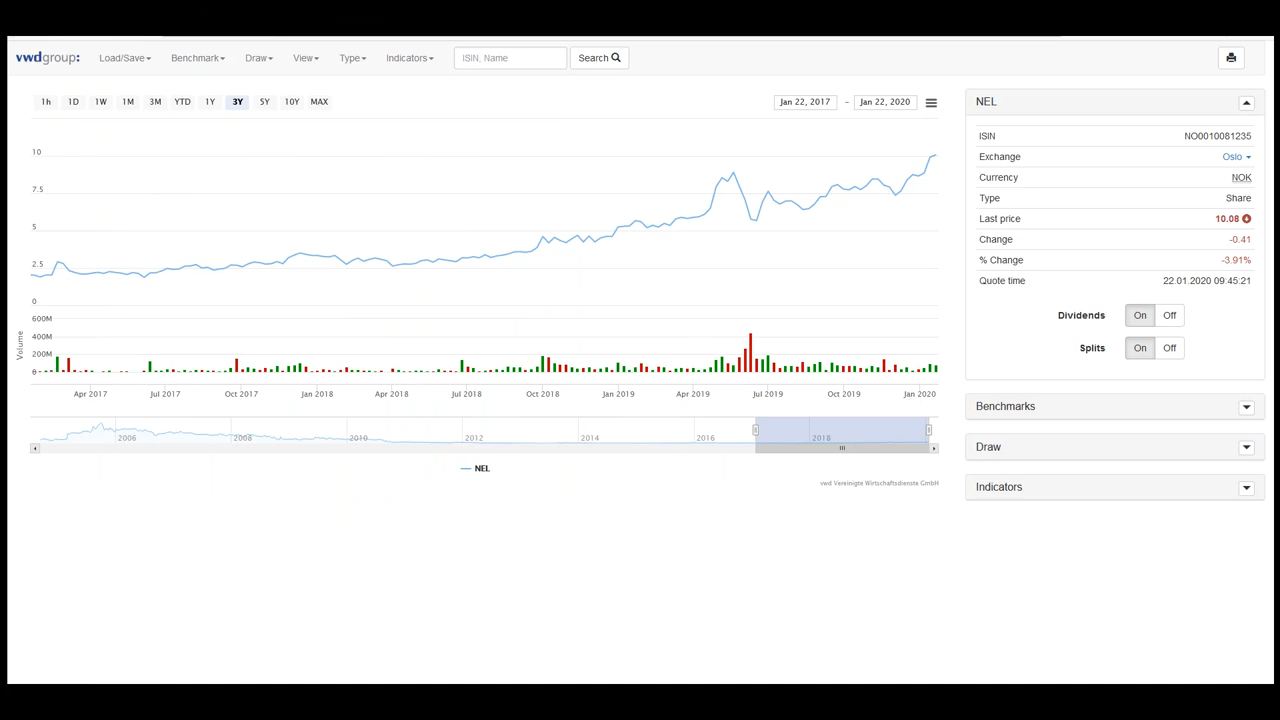 vwdgroup: Load/Save Benchmark Draw View Type Indicators ISIN, Name Search
1h 1D 1W 1M 3M YTD 1Y 3Y 5Y 10Y MAX Jan 22, 2017 – Jan 22, 2020
10
7.5
5
2.5
0
600M
400M
200M
0
Volume
Apr 2017 Jul 2017 Oct 2017 Jan 2018 Apr 2018 Jul 2018 Oct 2018 Jan 2019 Apr 2019 Jul 2019 Oct 2019 Jan 2020
2006 2008 2010 2012 2014 2016 2018
NEL
vwd Vereinigte Wirtschaftsdienste GmbH
NEL
ISIN NO0010081235
Exchange Oslo
Currency NOK
Type Share
Last price 10.08
Change -0.41
% Change -3.91%
Quote time 22.01.2020 09:45:21
Dividends On Off
Splits On Off
Benchmarks
Draw
Indicators